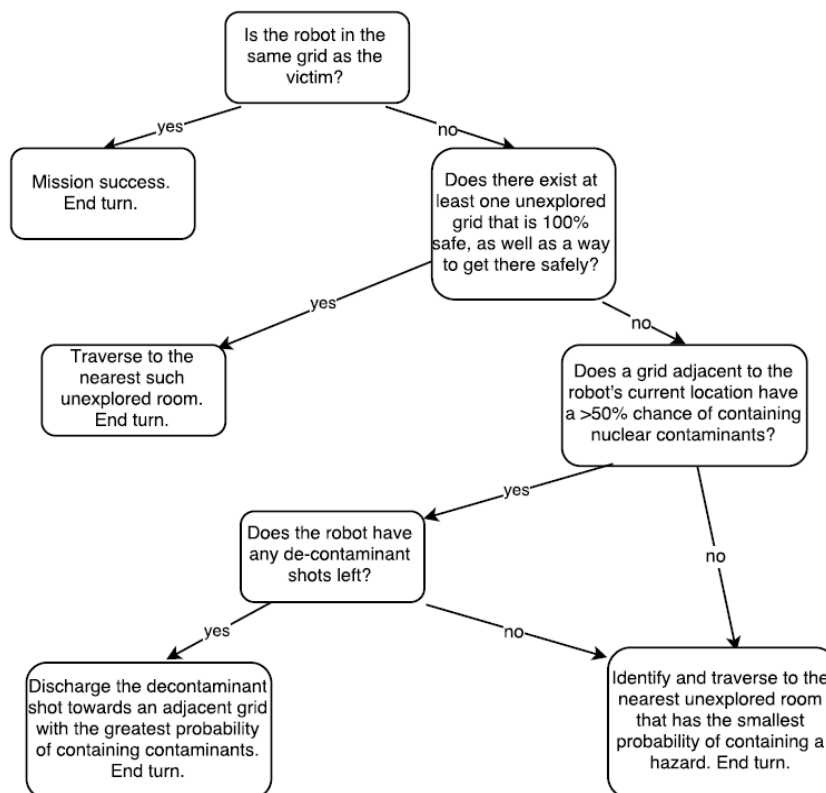 Is the robot in the
same grid as the
victim?
yes
no
Mission success.
End turn.
Does there exist at
least one unexplored
grid that is 100%
safe, as well as a way
to get there safely?
yes
no
Traverse to the
nearest such
unexplored room.
End turn.
Does a grid adjacent to the
robot's current location have
a >50% chance of containing
nuclear contaminants?
yes
no
Does the robot have
any de-contaminant
shots left?
yes
no
Discharge the decontaminant
shot towards an adjacent grid
with the greatest probability
of containing contaminants.
End turn.
Identify and traverse to the
nearest unexplored room
that has the smallest
probability of containing a
hazard. End turn.